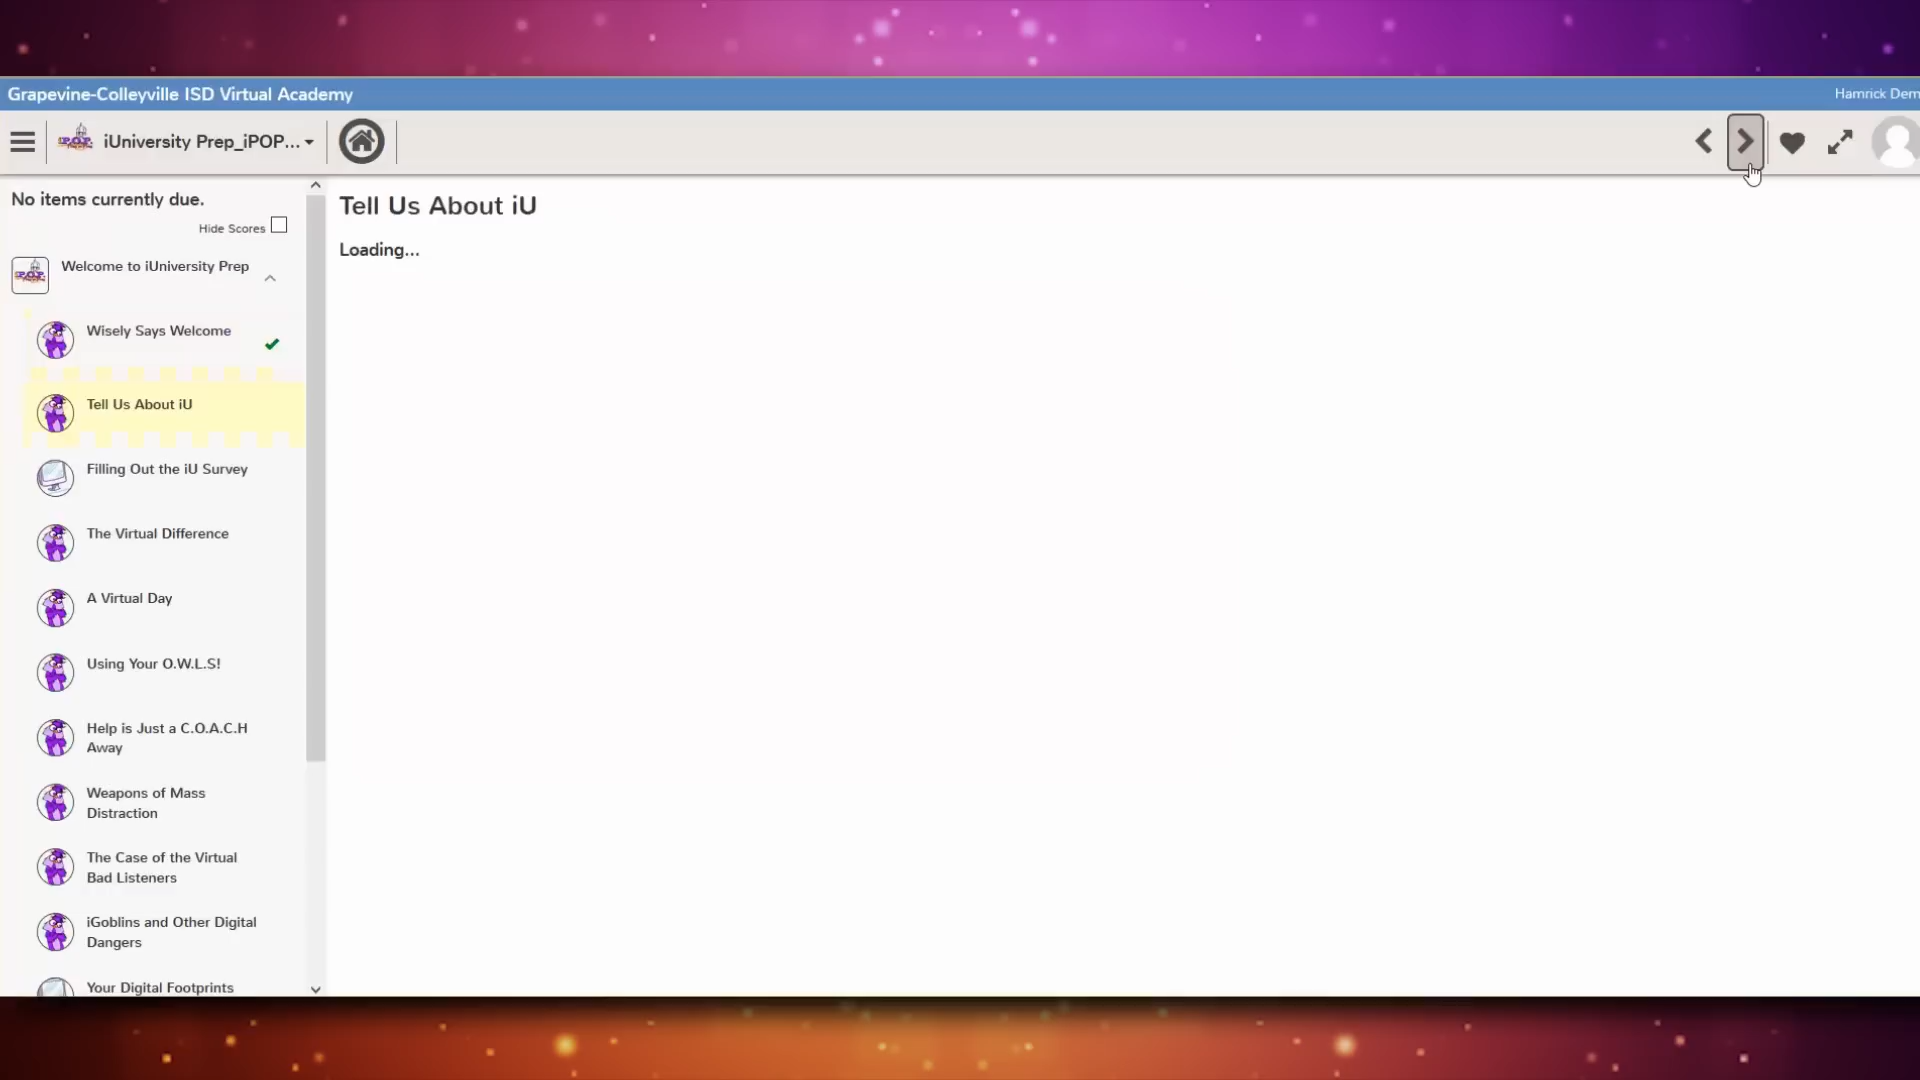 Grapevine-Colleyville ISD Virtual Academy
Hamrick Dem
iUniversity Prep_iPOP...
No items currently due.
Hide Scores
Welcome to iUniversity Prep
Wisely Says Welcome
Tell Us About iU
Filling Out the iU Survey
The Virtual Difference
A Virtual Day
Using Your O.W.L.S!
Help is Just a C.O.A.C.H
Away
Weapons of Mass
Distraction
The Case of the Virtual
Bad Listeners
iGoblins and Other Digital
Dangers
Your Digital Footprints
Tell Us About iU
Loading...